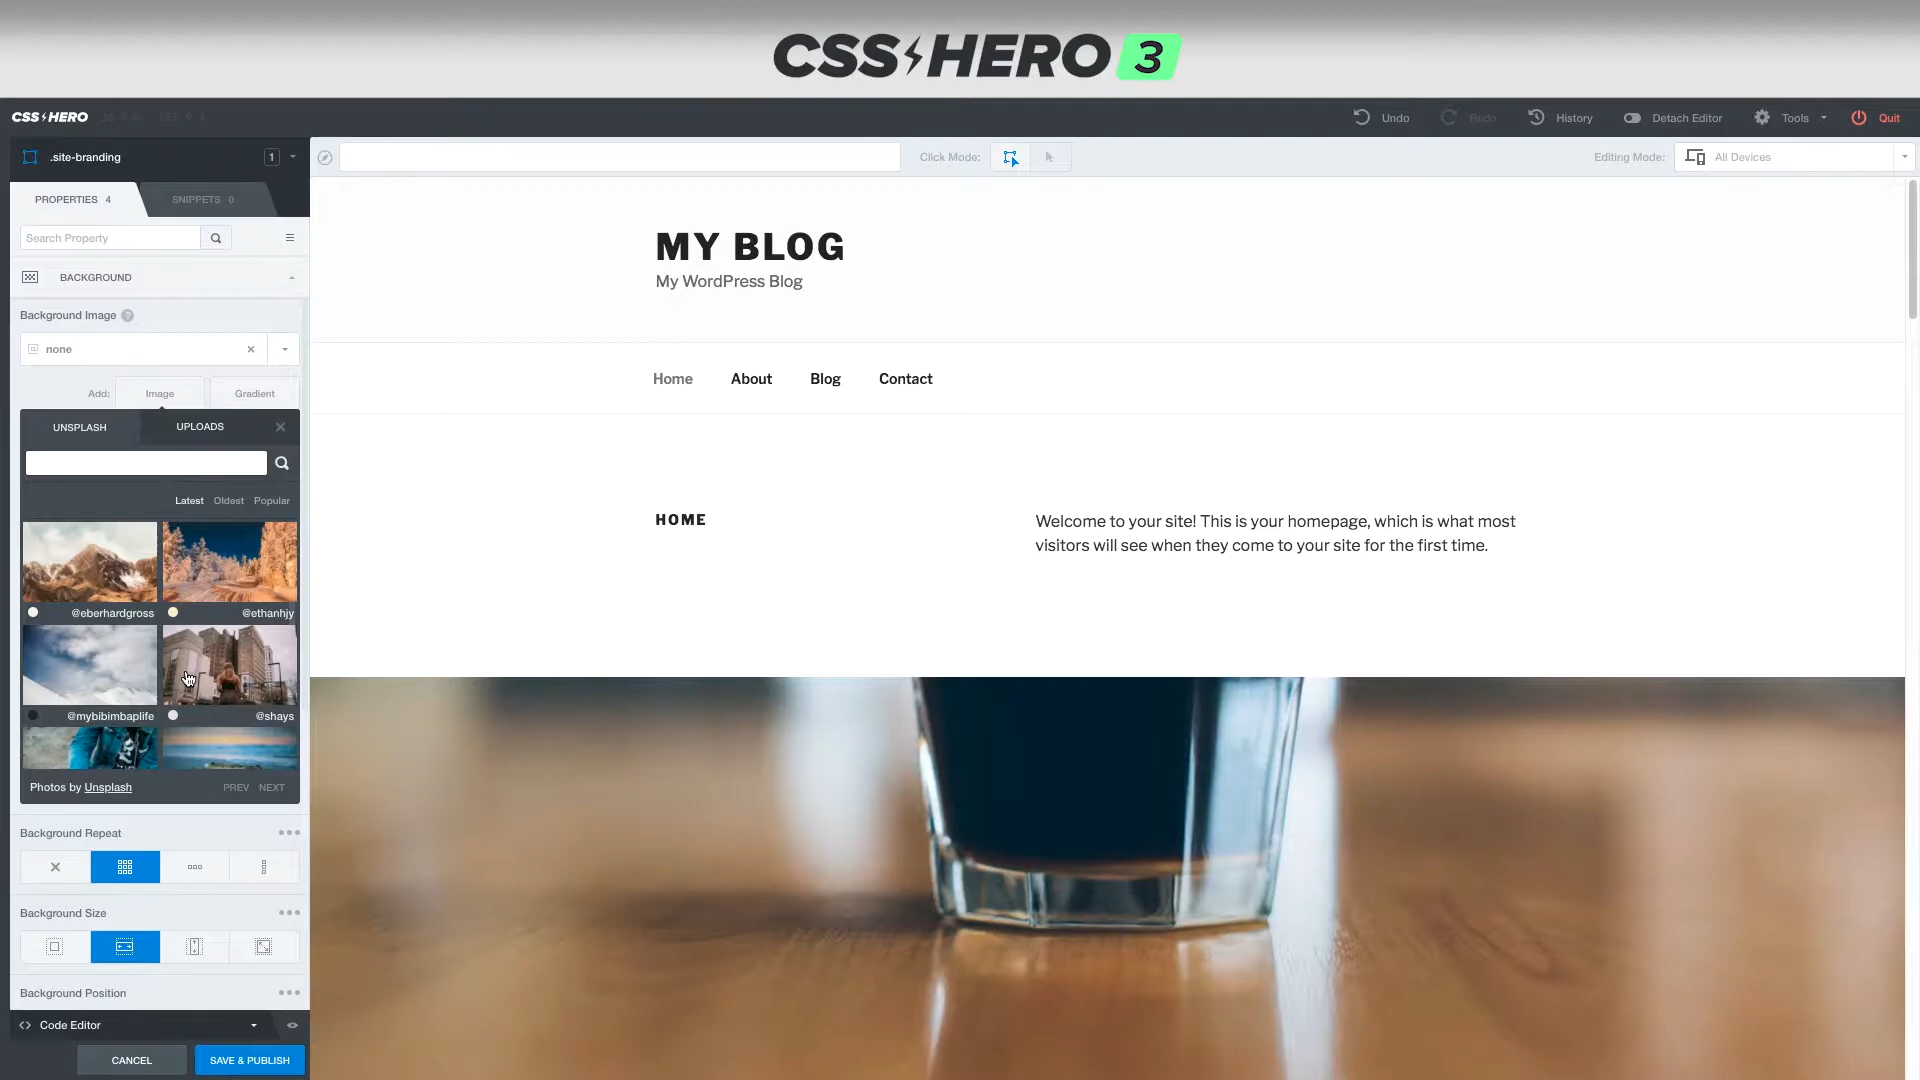 CSS HERO 3
CSS HERO
Undo
Redo
History
Detach Editor
Tools
Quit
.site-branding
1
Click Mode:
Editing Mode:
All Devices
PROPERTIES 4
SNIPPETS 0
Search Property
BACKGROUND
Background Image ?
none
Add:
Image
Gradient
UNSPLASH
UPLOADS
Latest
Oldest
Popular
@eberhardgross
@ethanhjy
@mybibimbaplife
@shays
Photos by Unsplash
PREV
NEXT
Background Repeat
Background Size
Background Position
Code Editor
CANCEL
SAVE & PUBLISH
MY BLOG
My WordPress Blog
Home
About
Blog
Contact
HOME
Welcome to your site! This is your homepage, which is what most
visitors will see when they come to your site for the first time.